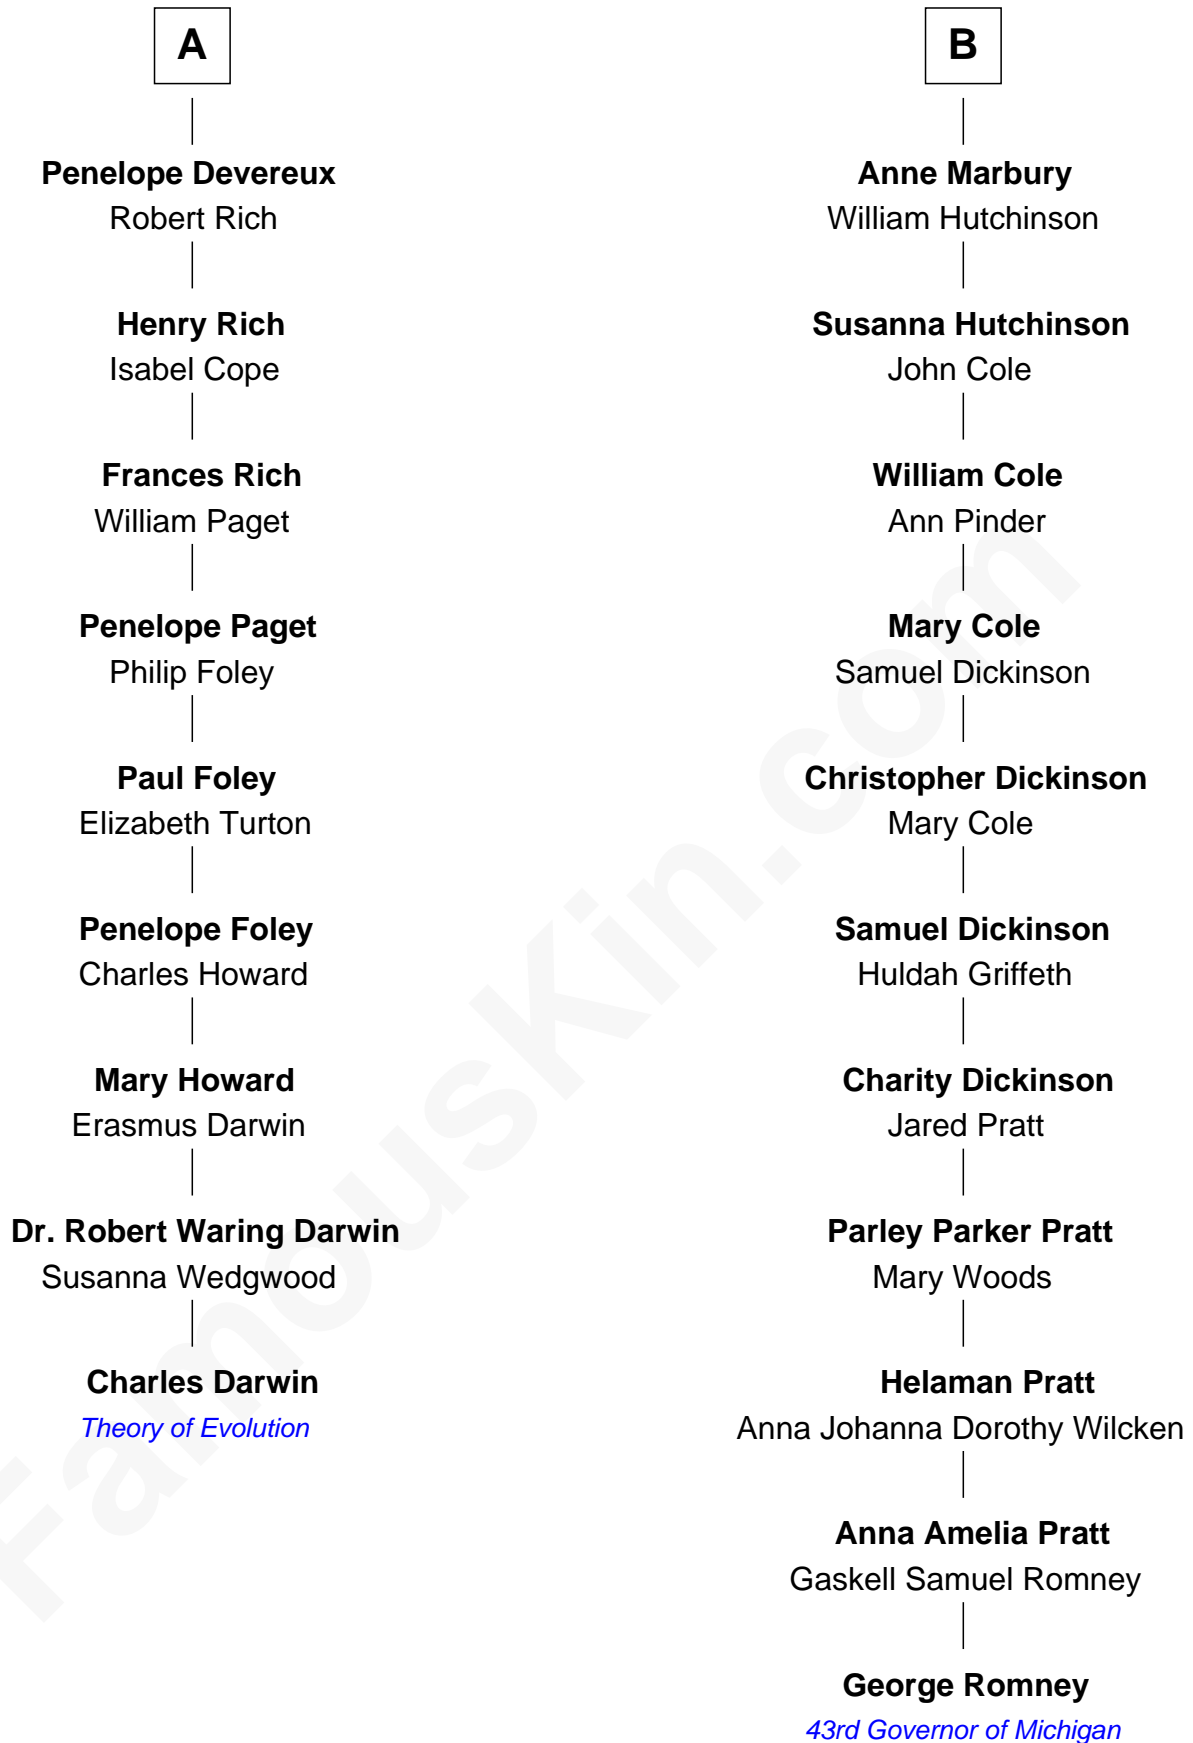 A
Penelope Devereux
Robert Rich
Henry Rich
Isabel Cope
Frances Rich
William Paget
Penelope Paget
Philip Foley
Paul Foley
Elizabeth Turton
Penelope Foley
Charles Howard
Mary Howard
Erasmus Darwin
Dr. Robert Waring Darwin
Susanna Wedgwood
Charles Darwin
Theory of Evolution
B
Anne Marbury
William Hutchinson
Susanna Hutchinson
John Cole
William Cole
Ann Pinder
Mary Cole
Samuel Dickinson
Christopher Dickinson
Mary Cole
Samuel Dickinson
Huldah Griffeth
Charity Dickinson
Jared Pratt
Parley Parker Pratt
Mary Woods
Helaman Pratt
Anna Johanna Dorothy Wilcken
Anna Amelia Pratt
Gaskell Samuel Romney
George Romney
43rd Governor of Michigan
FamousKin.com